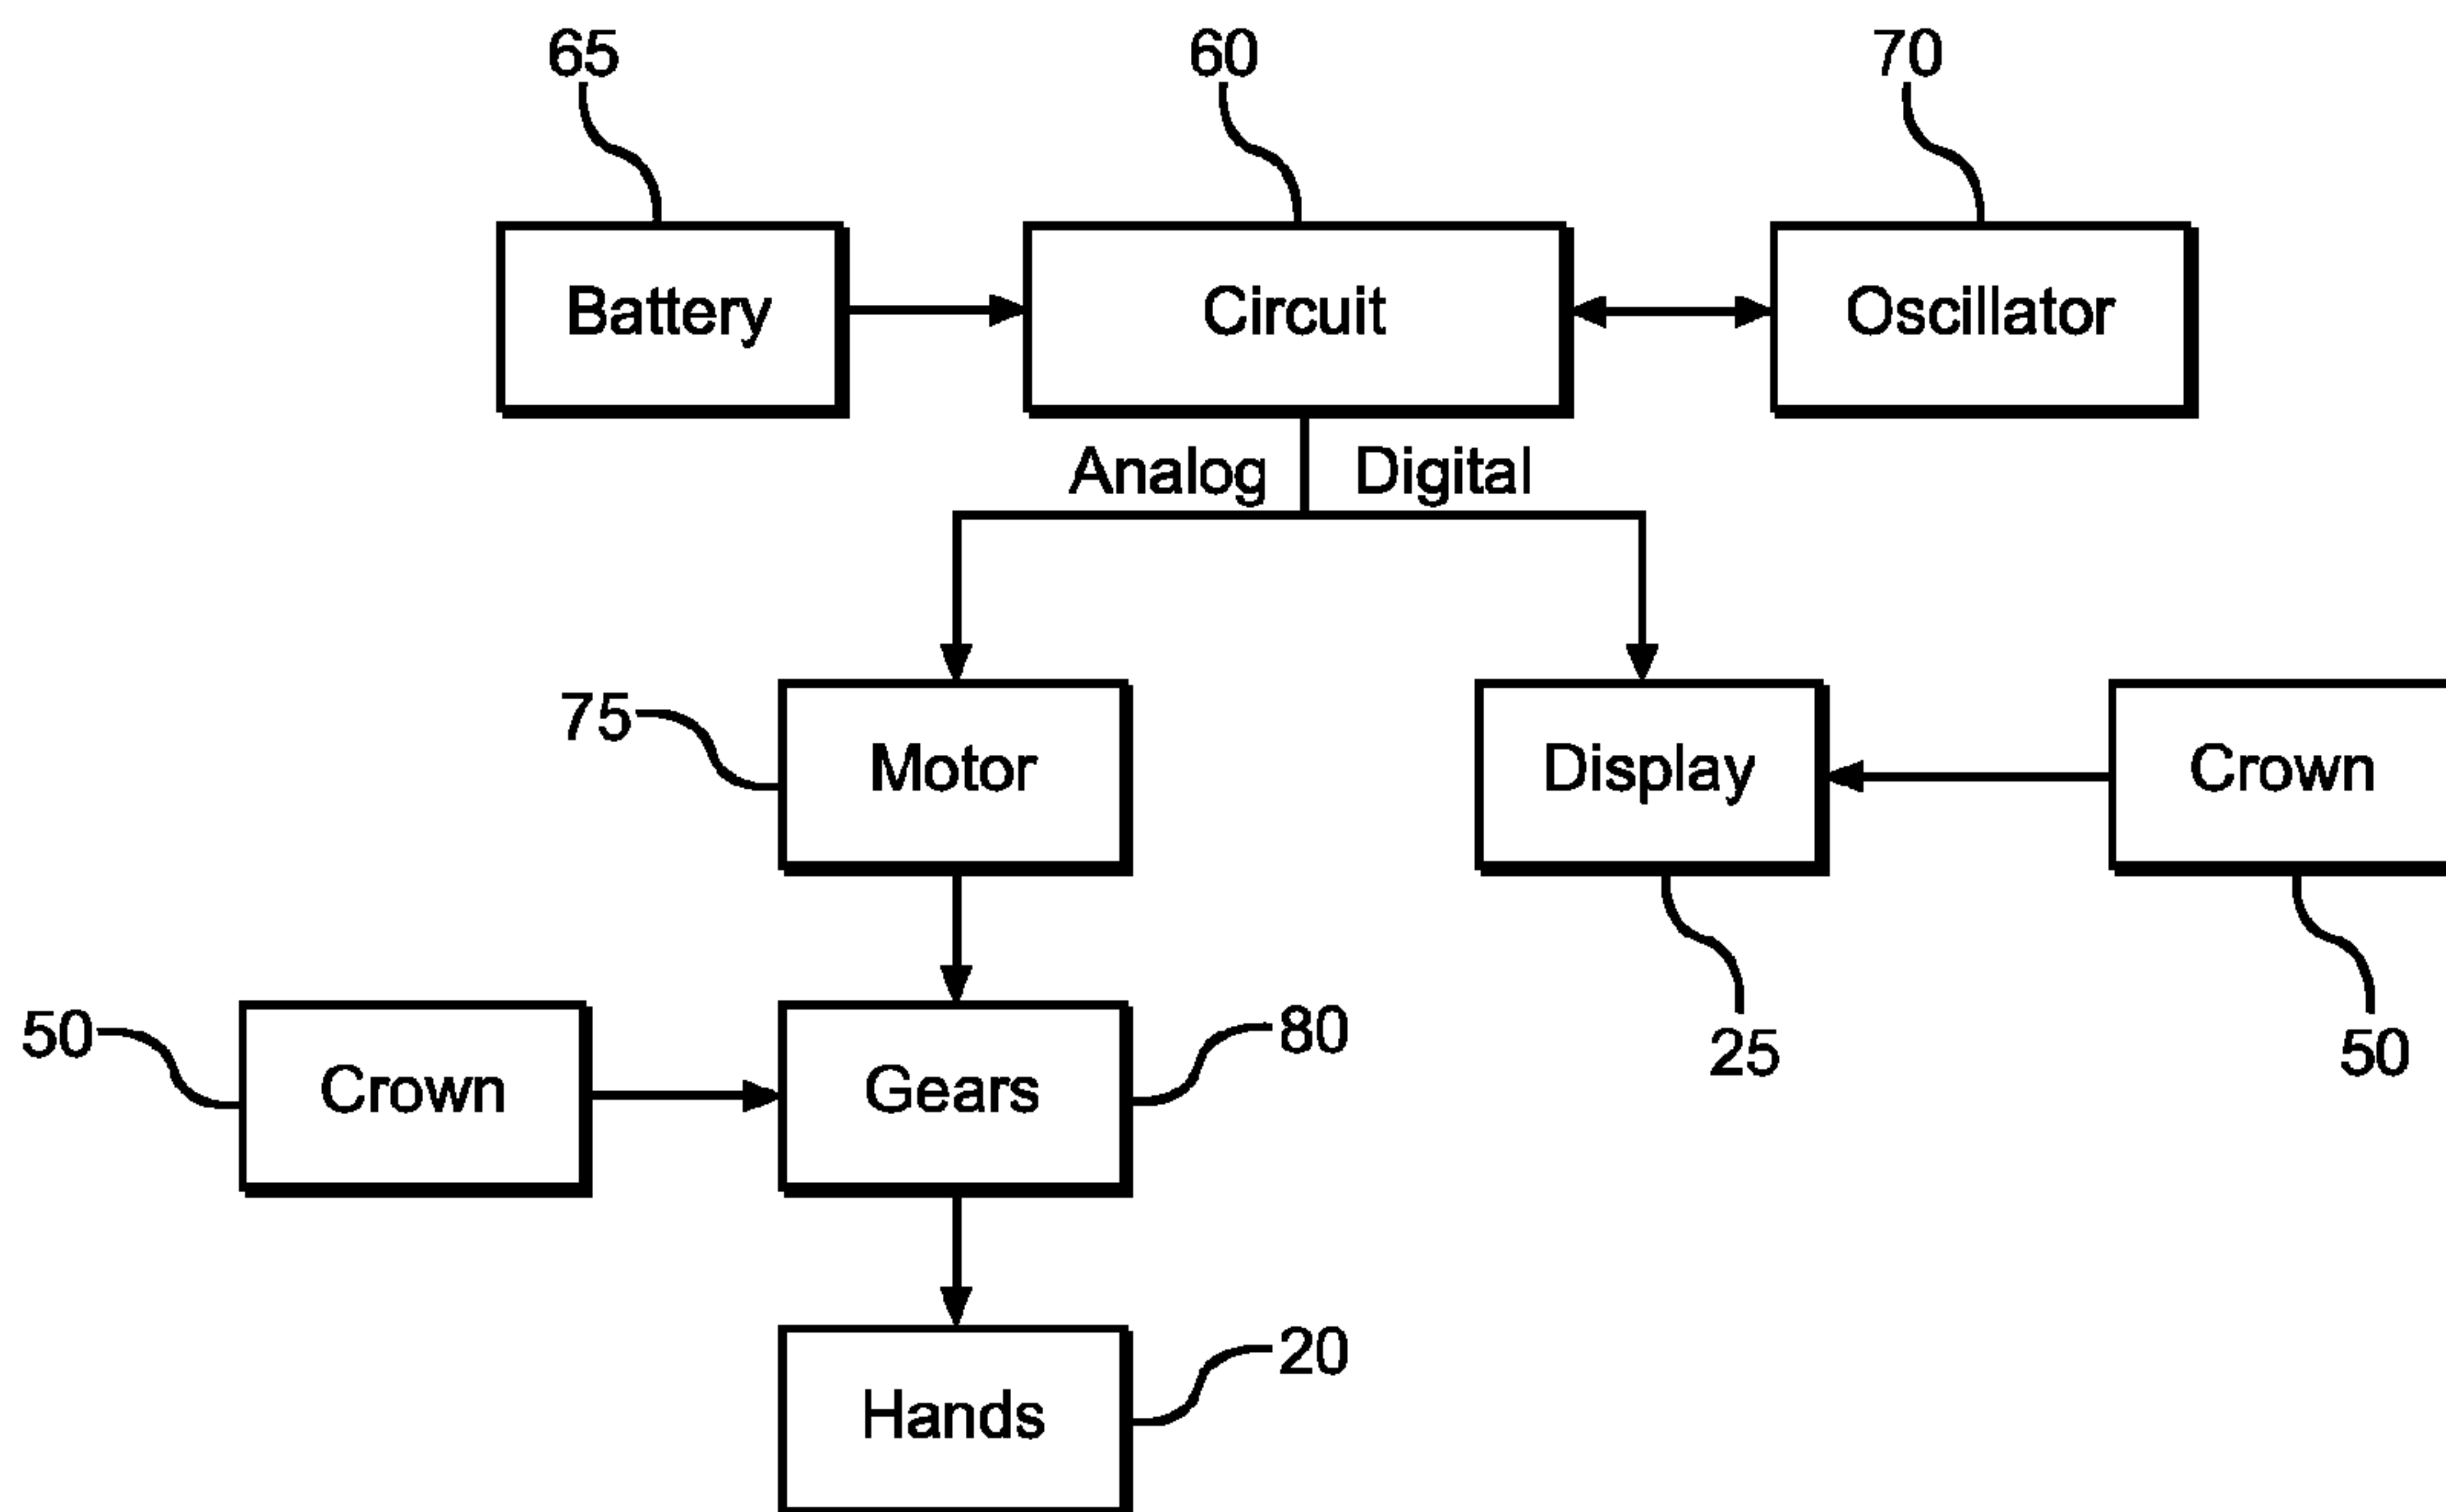 65 60 70
Battery Circuit Oscillator
Analog Digital
75 Motor Display Crown
50 Crown Gears 80 25 50
Hands 20